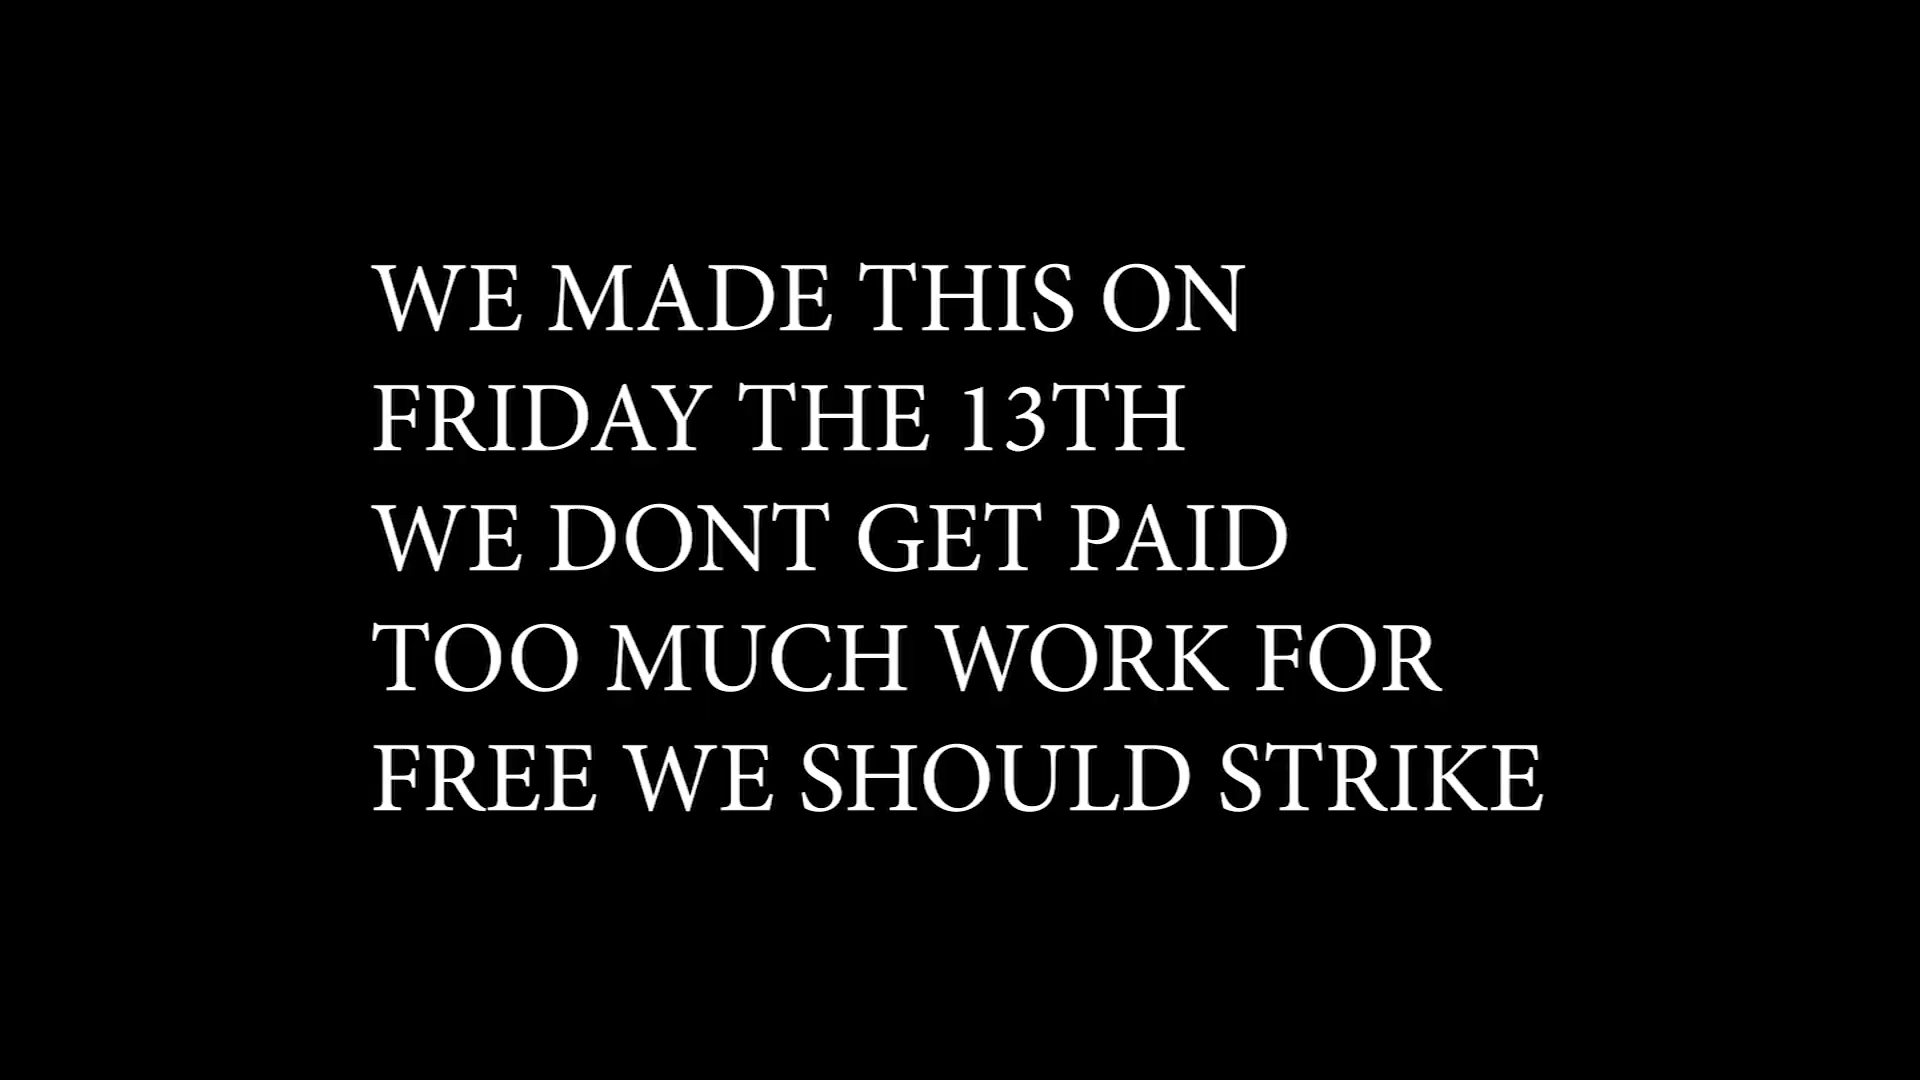 WE MADE THIS ON
FRIDAY THE 13TH
WE DONT GET PAID
TOO MUCH WORK FOR
FREE WE SHOULD STRIKE